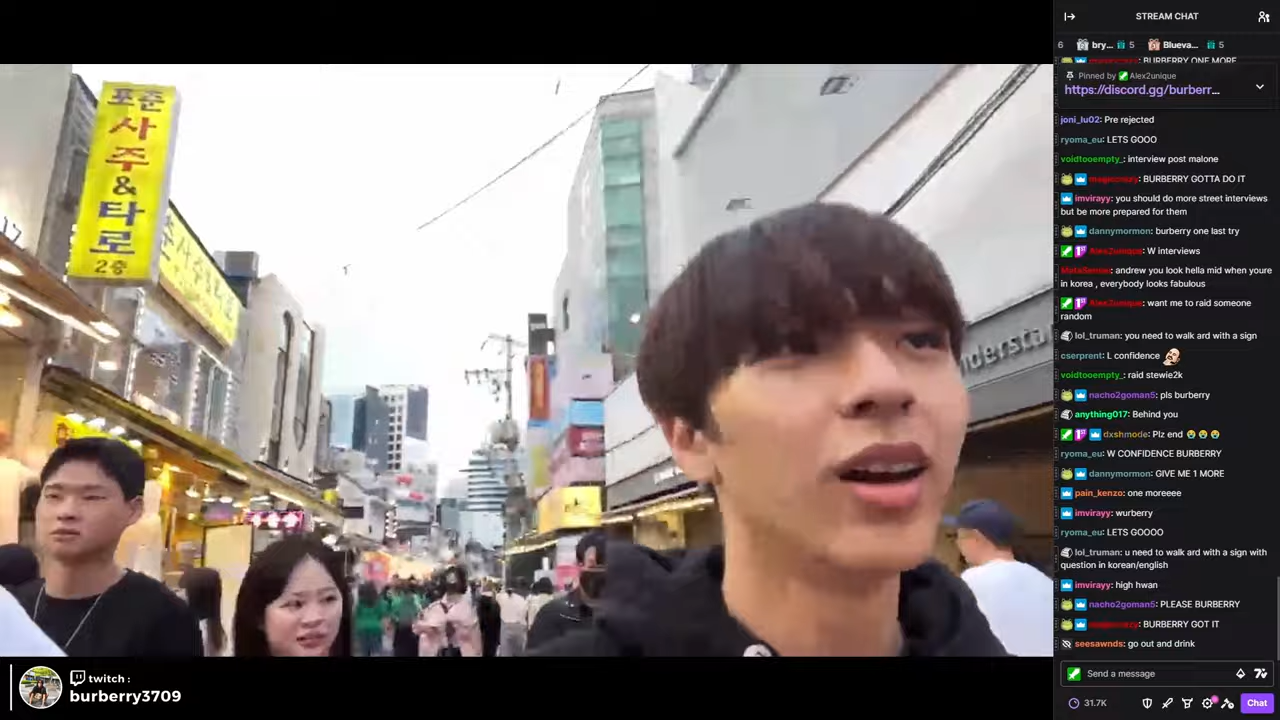 표준
사
주
&
타
로
2층
STREAM CHAT
6 bry... 5 Blueva... 5
BURBERRY ONE MORE
Pinned by Alex2unique
https://discord.gg/burberr...
joni_lu02: Pre rejected
ryoma_eu: LETS GOOO
voidtooempty_: interview post malone
BURBERRY GOTTA DO IT
imvirayy: you should do more street interviews
but be more prepared for them
dannymormon: burberry one last try
Alex2unique: W interviews
andrew you look hella mid when youre
in korea , everybody looks fabulous
Alex2unique: want me to raid someone
random
lol_truman: you need to walk ard with a sign
cserprent: L confidence
voidtooempty_: raid stewie2k
nacho2goman5: pls burberry
anything017: Behind you
dxshmode: Plz end 😭😭😭
ryoma_eu: W CONFIDENCE BURBERRY
dannymormon: GIVE ME 1 MORE
pain_kenzo: one moreeee
imvirayy: wurberry
ryoma_eu: LETS GOOOO
lol_truman: u need to walk ard with a sign with
question in korean/english
imvirayy: high hwan
nacho2goman5: PLEASE BURBERRY
BURBERRY GOT IT
seesawnds: go out and drink
Send a message
31.7K
Chat
twitch :
burberry3709